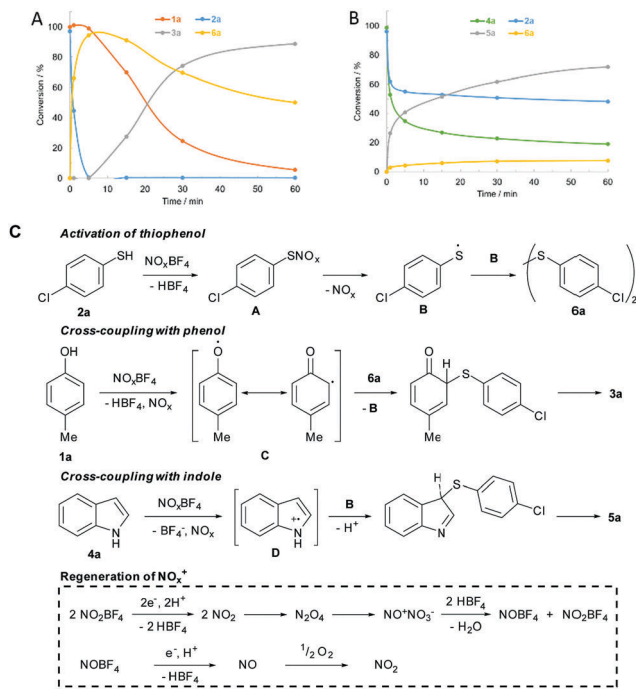 A
1a 2a
3a 6a
Conversion / %
100
80
60
40
20
0
0 10 20 30 40 50 60
Time / min
B
4a 2a
5a 6a
Conversion / %
100
80
60
40
20
0
0 10 20 30 40 50 60
Time / min
C
Activation of thiophenol
SH NOₓBF4 - HBF4 SNOₓ - NOₓ S• B S
Cl Cl Cl Cl 2
2a A B 6a
Cross-coupling with phenol
OH NOₓBF4 - HBF4, NOₓ O• O • 6a - B O H S Cl 3a
Me Me Me Me
1a C
Cross-coupling with indole
N H NOₓBF4 - BF4⁻, NOₓ +• N H B - H⁺ H S Cl N 5a
4a D
Regeneration of NOₓ⁺
2 NO2BF4 2e⁻, 2H⁺ - 2 HBF4 2 NO2 N2O4 NO⁺NO3⁻ 2 HBF4 - H2O NOBF4 + NO2BF4
NOBF4 e⁻, H⁺ -HBF4 NO ½ O2 NO2